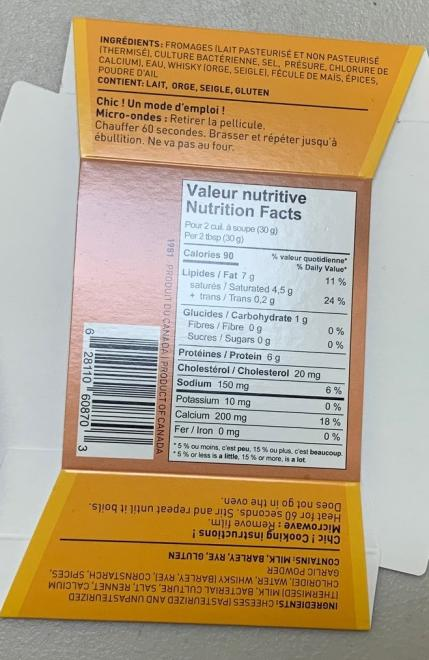 INGRÉDIENTS: FROMAGES (LAIT PASTEURISÉ ET NON PASTEURISÉ
(THERMISÉ), CULTURE BACTÉRIENNE, SEL, PRÉSURE, CHLORURE DE
CALCIUM), EAU, WHISKY (ORGE, SEIGLE), FÉCULE DE MAÏS, ÉPICES,
POUDRE D'AIL
CONTIENT: LAIT, ORGE, SEIGLE, GLUTEN
Chic ! Un mode d'emploi !
Micro-ondes : Retirer la pellicule.
Chauffer 60 secondes. Brasser et répéter jusqu'à
ébullition. Ne va pas au four.
Valeur nutritive
Nutrition Facts
Pour 2 cuil. à soupe (30 g)
Per 2 tbsp (30 g)
Calories 90
% valeur quotidienne*
% Daily Value*
Lipides / Fat 7 g 11 %
saturés / Saturated 4,5 g
+ trans / Trans 0,2 g 24 %
Glucides / Carbohydrate 1 g
Fibres / Fibre 0 g 0 %
Sucres / Sugars 0 g 0 %
Protéines / Protein 6 g
Cholestérol / Cholesterol 20 mg
Sodium 150 mg 6 %
Potassium 10 mg 0 %
Calcium 200 mg 18 %
Fer / Iron 0 mg 0 %
*5 % ou moins, c'est peu, 15 % ou plus, c'est beaucoup.
*5 % or less is a little, 15 % or more, is a lot.
1981 PRODUIT DU CANADA | PRODUCT OF CANADA
6 28110 60870 3
INGREDIENTS: CHEESES (PASTEURIZED AND UNPASTEURIZED
(THERMISED) MILK, BACTERIAL CULTURE, SALT, RENNET, CALCIUM
CHLORIDE), WATER, WHISKY (BARLEY, RYE), CORNSTARCH, SPICES,
GARLIC POWDER
CONTAINS: MILK, BARLEY, RYE, GLUTEN
Chic ! Cooking instructions !
Microwave : Remove film.
Heat for 60 seconds. Stir and repeat until it boils.
Does not go in the oven.